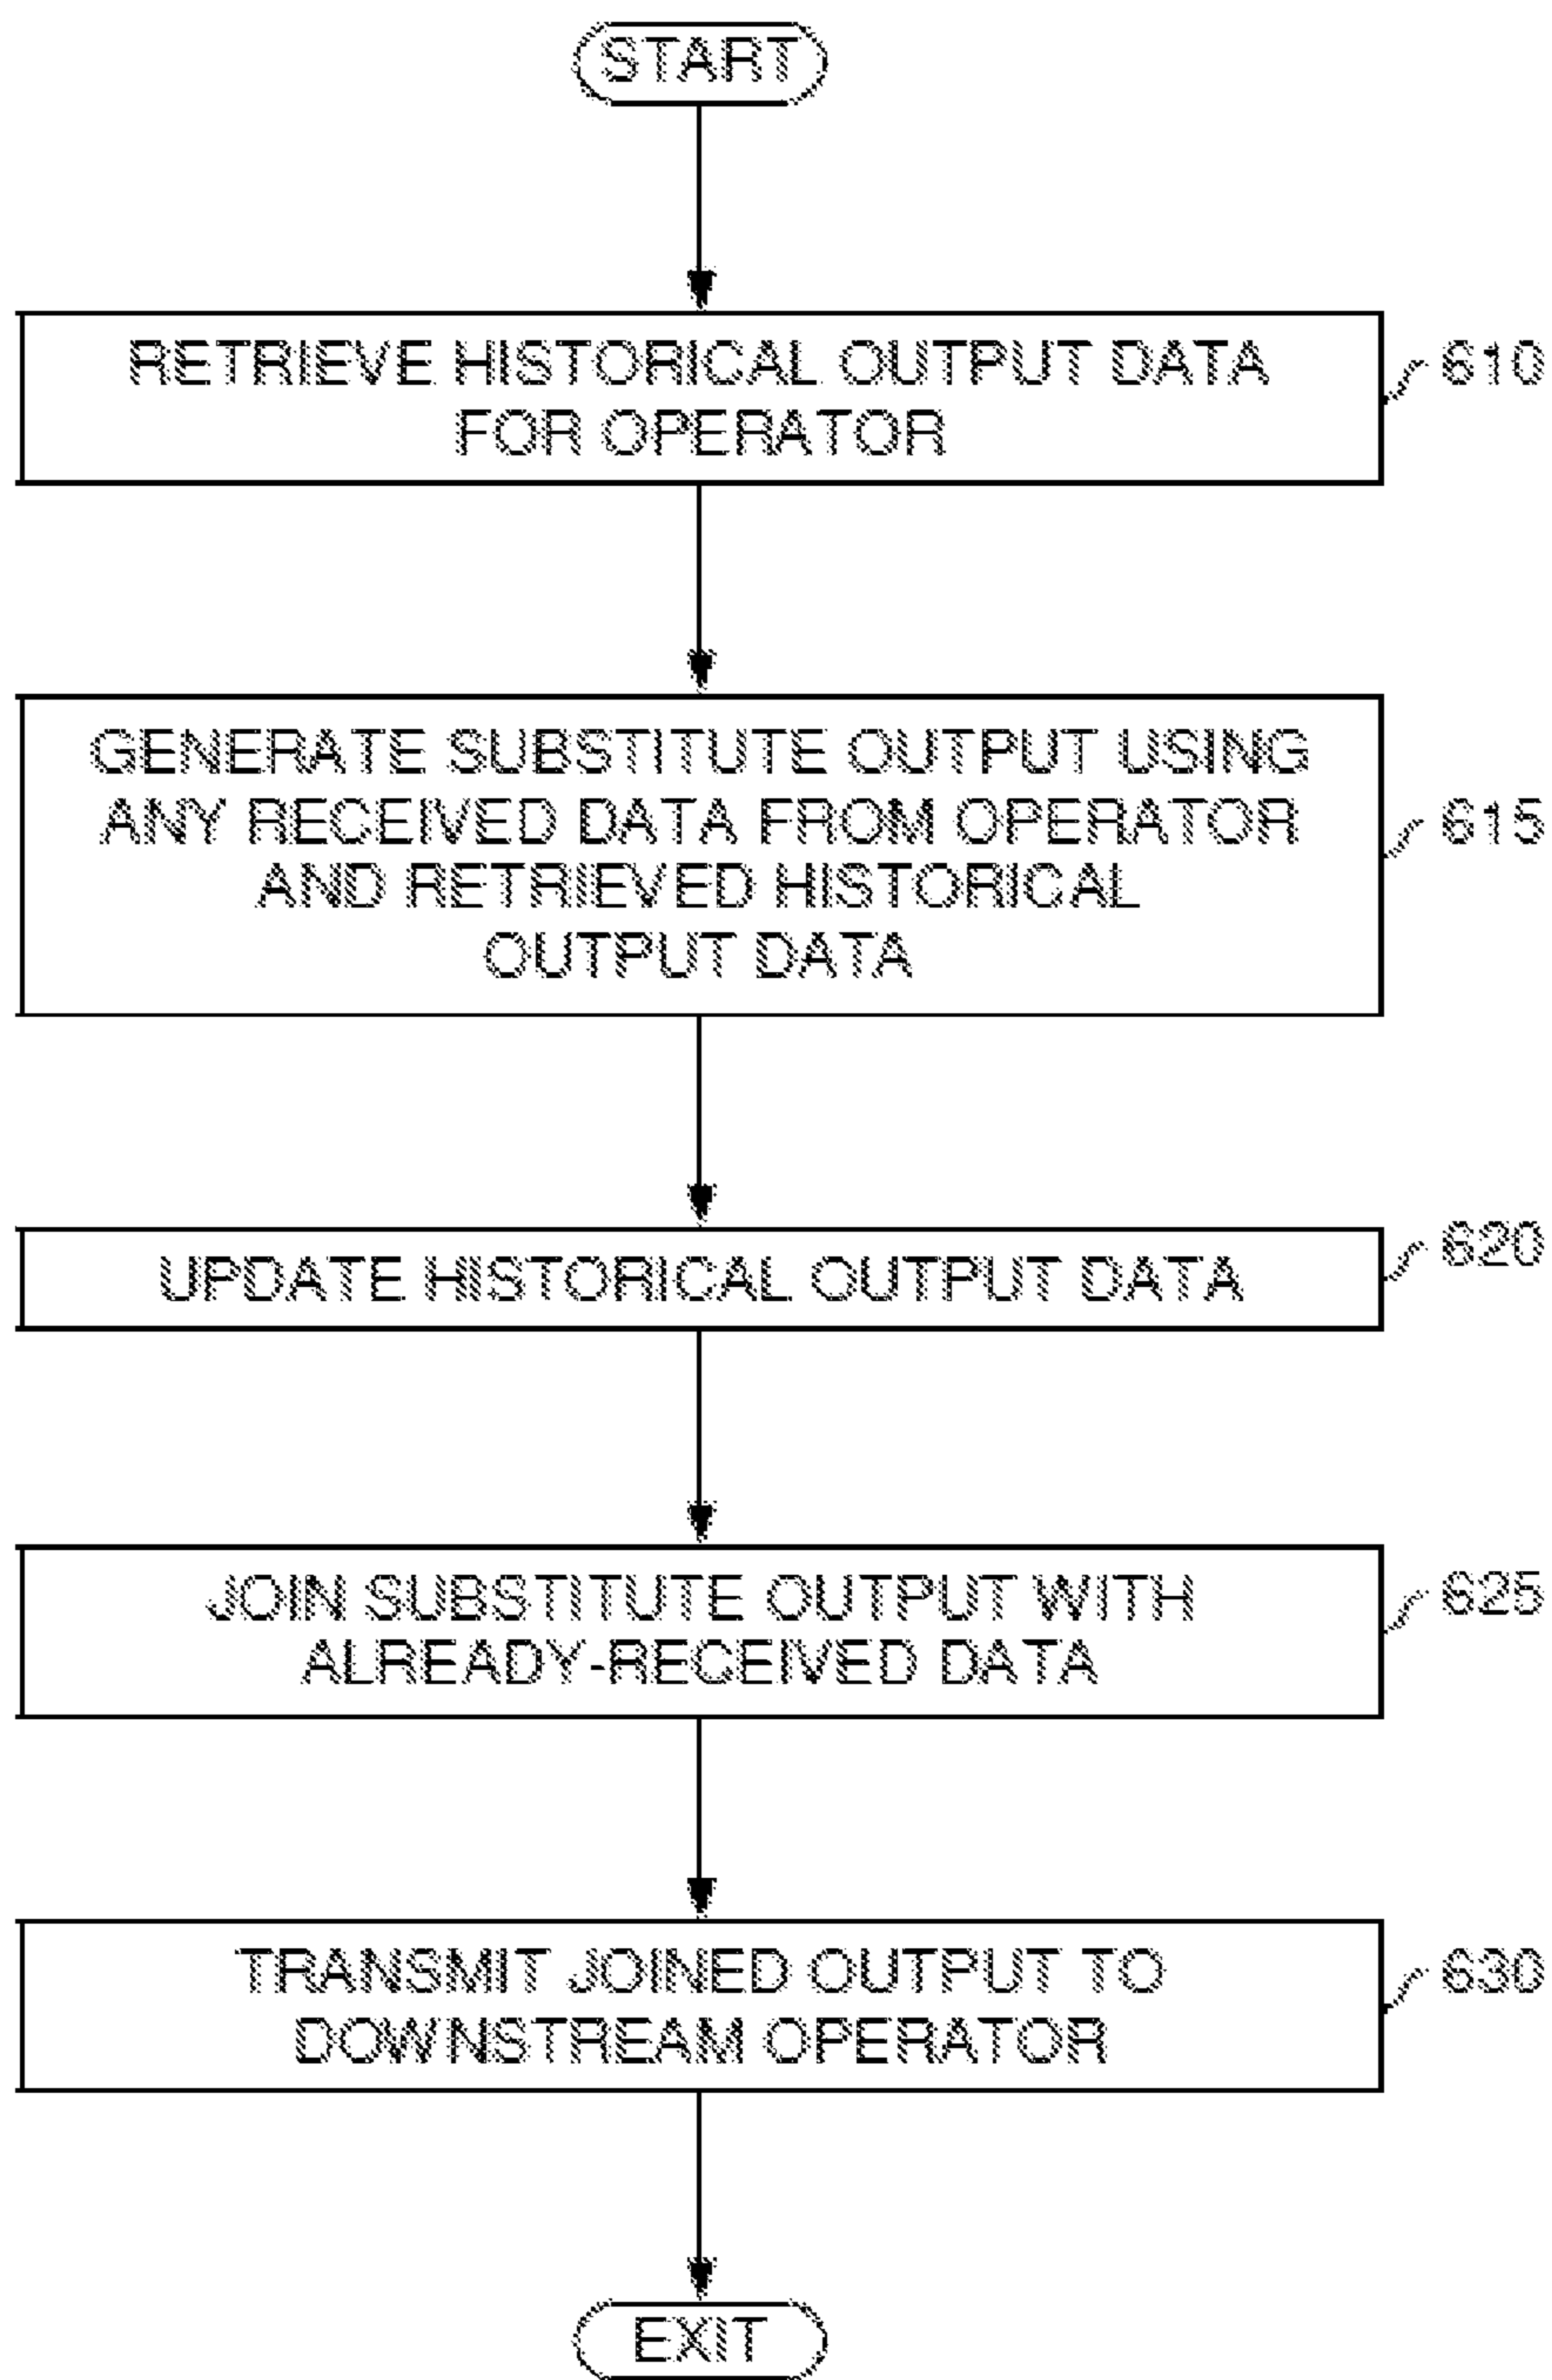 START
RETRIEVE HISTORICAL OUTPUT DATA
FOR OPERATOR
610
GENERATE SUBSTITUTE OUTPUT USING
ANY RECEIVED DATA FROM OPERATOR
AND RETRIEVED HISTORICAL
OUTPUT DATA
615
UPDATE HISTORICAL OUTPUT DATA
620
JOIN SUBSTITUTE OUTPUT WITH
ALREADY-RECEIVED DATA
625
TRANSMIT JOINED OUTPUT TO
DOWNSTREAM OPERATOR
630
EXIT